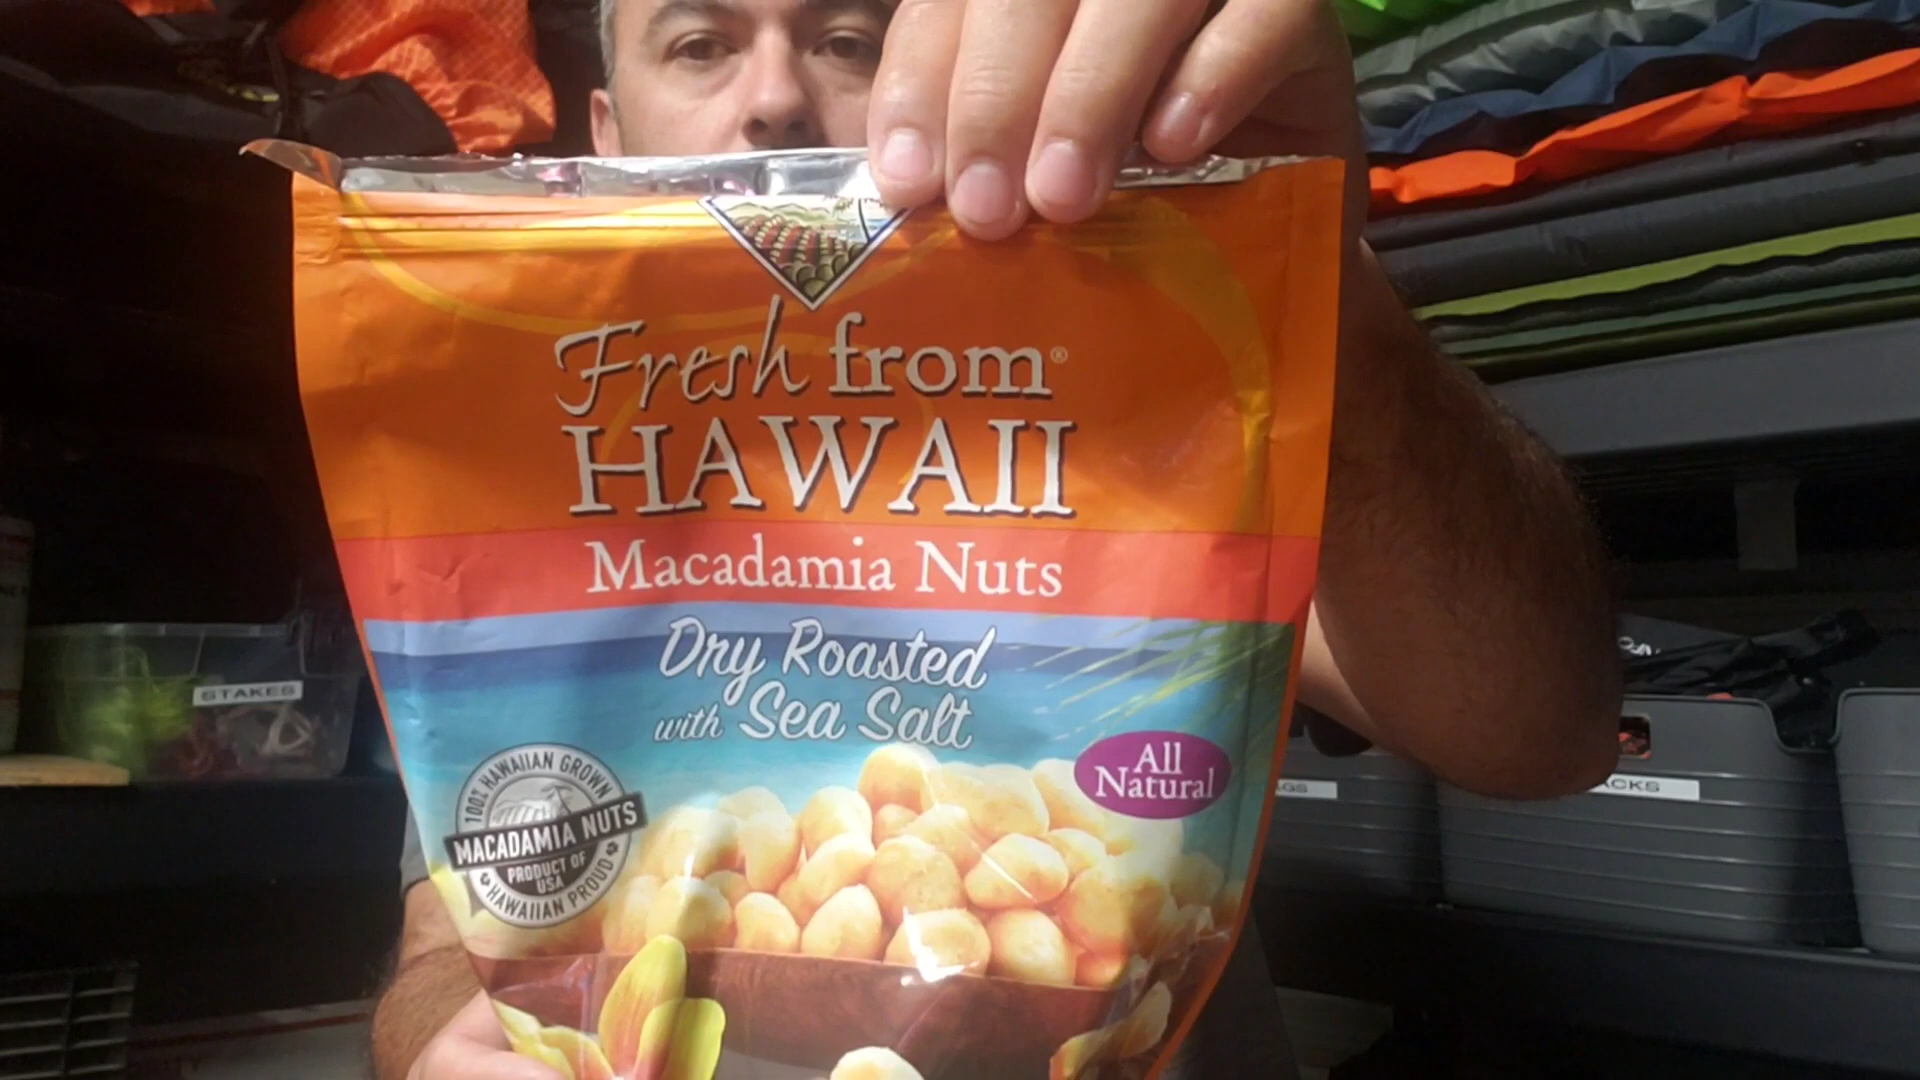 Fresh from®
HAWAII
Macadamia Nuts
Dry Roasted
with Sea Salt
All
Natural
100% HAWAIIAN GROWN
MACADAMIA NUTS
PRODUCT OF
USA
HAWAIIAN PROUD
STAKES